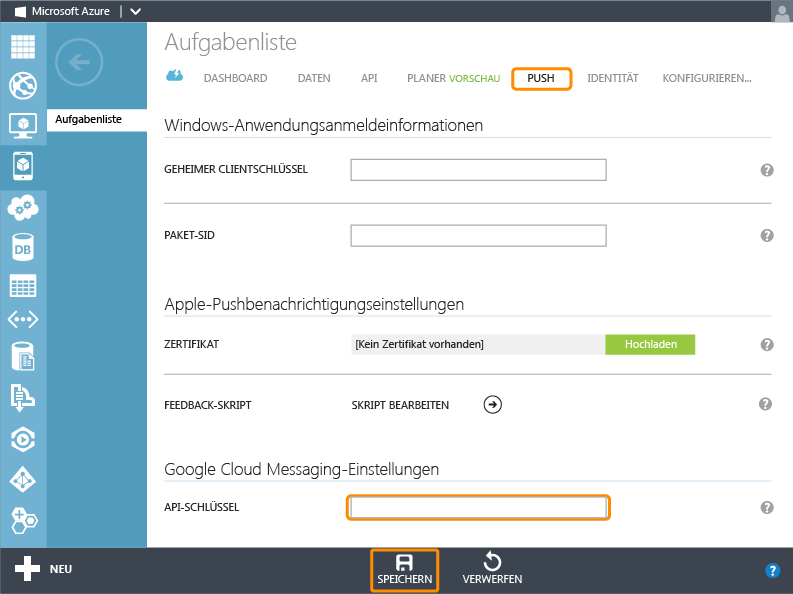 Microsoft Azure
Aufgabenliste
Aufgabenliste
DASHBOARD DATEN API PLANER VORSCHAU PUSH IDENTITÄT KONFIGURIEREN...
Windows-Anwendungsanmeldeinformationen
GEHEIMER CLIENTSCHLÜSSEL ?
PAKET-SID ?
Apple-Pushbenachrichtigungseinstellungen
ZERTIFIKAT [Kein Zertifikat vorhanden] Hochladen ?
FEEDBACK-SKRIPT SKRIPT BEARBEITEN ?
Google Cloud Messaging-Einstellungen
API-SCHLÜSSEL ?
DB
NEU SPEICHERN VERWERFEN ?